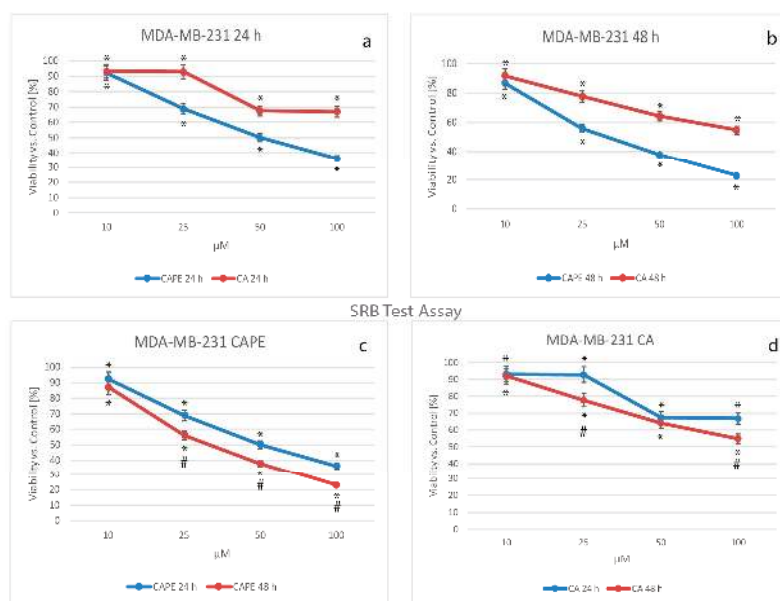 MDA-MB-231 24 h
a
Viability vs. Control [%]
100
90
80
70
60
50
40
30
20
10
0
10 25 50 100
µM
CAPE 24 h CA 24 h
MDA-MB-231 48 h
b
Viability vs. Control [%]
100
80
60
40
20
0
10 25 50 100
µM
CAPE 48 h CA 48 h
SRB Test Assay
MDA-MB-231 CAPE
c
Viability vs. Control [%]
100
90
80
70
60
50
40
30
20
10
0
10 25 50 100
µM
CAPE 24 h CAPE 48 h
MDA-MB-231 CA
d
Viability vs. Control [%]
100
90
80
70
60
50
40
30
20
10
0
10 25 50 100
µM
CA 24 h CA 48 h